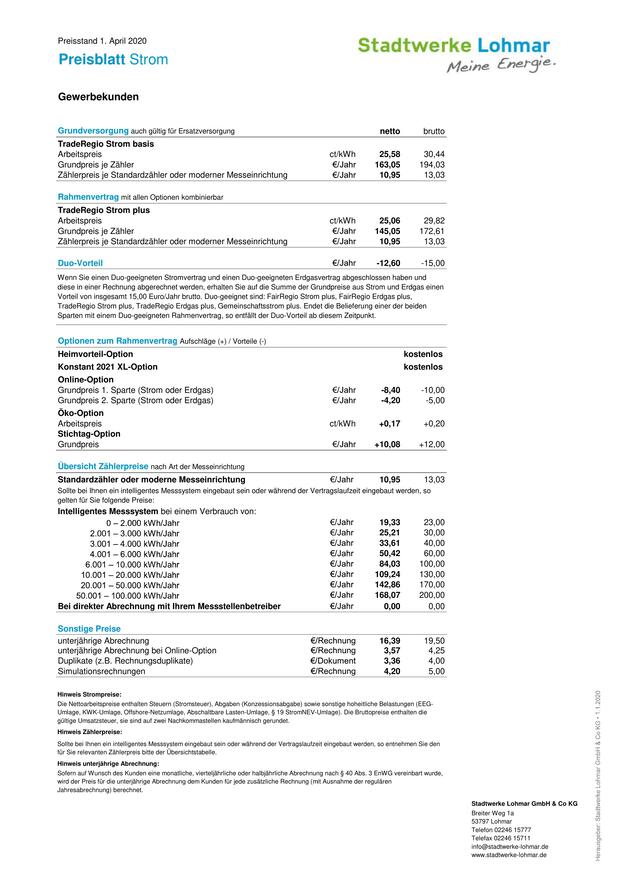 Preisstand 1. April 2020
Preisblatt Strom
Stadtwerke Lohmar
Meine Energie.
Gewerbekunden
Grundversorgung auch gültig für Ersatzversorgung netto brutto
TradeRegio Strom basis
Arbeitspreis ct/kWh 25,58 30,44
Grundpreis je Zähler €/Jahr 163,05 194,03
Zählerpreis je Standardzähler oder moderner Messeinrichtung €/Jahr 10,95 13,03
Rahmenvertrag mit allen Optionen kombinierbar
TradeRegio Strom plus
Arbeitspreis ct/kWh 25,06 29,82
Grundpreis je Zähler €/Jahr 145,05 172,61
Zählerpreis je Standardzähler oder moderner Messeinrichtung €/Jahr 10,95 13,03
Duo-Vorteil €/Jahr -12,60 -15,00
Wenn Sie einen Duo-geeigneten Stromvertrag und einen Duo-geeigneten Erdgasvertrag abgeschlossen haben und
diese in einer Rechnung abgerechnet werden, erhalten Sie auf die Summe der Grundpreise aus Strom und Erdgas einen
Vorteil von insgesamt 15,00 Euro/Jahr brutto. Duo-geeignet sind: FairRegio Strom plus, FairRegio Erdgas plus,
TradeRegio Strom plus, TradeRegio Erdgas plus, Gemeinschaftsstrom plus. Endet die Belieferung einer der beiden
Sparten mit einem Duo-geeigneten Rahmenvertrag, so entfällt der Duo-Vorteil ab diesem Zeitpunkt.
Optionen zum Rahmenvertrag Aufschläge (+) / Vorteile (-)
Heimvorteil-Option kostenlos
Konstant 2021 XL-Option kostenlos
Online-Option
Grundpreis 1. Sparte (Strom oder Erdgas) €/Jahr -8,40 -10,00
Grundpreis 2. Sparte (Strom oder Erdgas) €/Jahr -4,20 -5,00
Öko-Option
Arbeitspreis ct/kWh +0,17 +0,20
Stichtag-Option
Grundpreis €/Jahr +10,08 +12,00
Übersicht Zählerpreise nach Art der Messeinrichtung
Standardzähler oder moderne Messeinrichtung €/Jahr 10,95 13,03
Sollte bei Ihnen ein intelligentes Messsystem eingebaut sein oder während der Vertragslaufzeit eingebaut werden, so
gelten für Sie folgende Preise:
Intelligentes Messsystem bei einem Verbrauch von:
0 – 2.000 kWh/Jahr €/Jahr 19,33 23,00
2.001 – 3.000 kWh/Jahr €/Jahr 25,21 30,00
3.001 – 4.000 kWh/Jahr €/Jahr 33,61 40,00
4.001 – 6.000 kWh/Jahr €/Jahr 50,42 60,00
6.001 – 10.000 kWh/Jahr €/Jahr 84,03 100,00
10.001 – 20.000 kWh/Jahr €/Jahr 109,24 130,00
20.001 – 50.000 kWh/Jahr €/Jahr 142,86 170,00
50.001 – 100.000 kWh/Jahr €/Jahr 168,07 200,00
Bei direkter Abrechnung mit Ihrem Messstellenbetreiber €/Jahr 0,00 0,00
Sonstige Preise
unterjährige Abrechnung €/Rechnung 16,39 19,50
unterjährige Abrechnung bei Online-Option €/Rechnung 3,57 4,25
Duplikate (z.B. Rechnungsduplikate) €/Dokument 3,36 4,00
Simulationsrechnungen €/Rechnung 4,20 5,00
Hinweis Strompreise:
Die Nettoarbeitspreise enthalten Steuern (Stromsteuer), Abgaben (Konzessionsabgabe) sowie sonstige hoheitliche Belastungen (EEG-
Umlage, KWK-Umlage, Offshore-Netzumlage, Abschaltbare Lasten-Umlage, § 19 StromNEV-Umlage). Die Bruttopreise enthalten die
gültige Umsatzsteuer, sie sind auf zwei Nachkommastellen kaufmännisch gerundet.
Hinweis Zählerpreise:
Sollte bei Ihnen ein intelligentes Messsystem eingebaut sein oder während der Vertragslaufzeit eingebaut werden, so entnehmen Sie den
für Sie relevanten Zählerpreis bitte der Übersichtstabelle.
Hinweis unterjährige Abrechnung:
Sofern auf Wunsch des Kunden eine monatliche, vierteljährliche oder halbjährliche Abrechnung nach § 40 Abs. 3 EnWG vereinbart wurde,
wird der Preis für die unterjährige Abrechnung dem Kunden für jede zusätzliche Rechnung (mit Ausnahme der regulären
Jahresabrechnung) berechnet.
Stadtwerke Lohmar GmbH & Co KG
Breiter Weg 1a
53797 Lohmar
Telefon 02246 15777
Telefax 02246 15711
info@stadtwerke-lohmar.de
www.stadtwerke-lohmar.de
Herausgeber: Stadtwerke Lohmar GmbH & Co KG • 1.1.2020